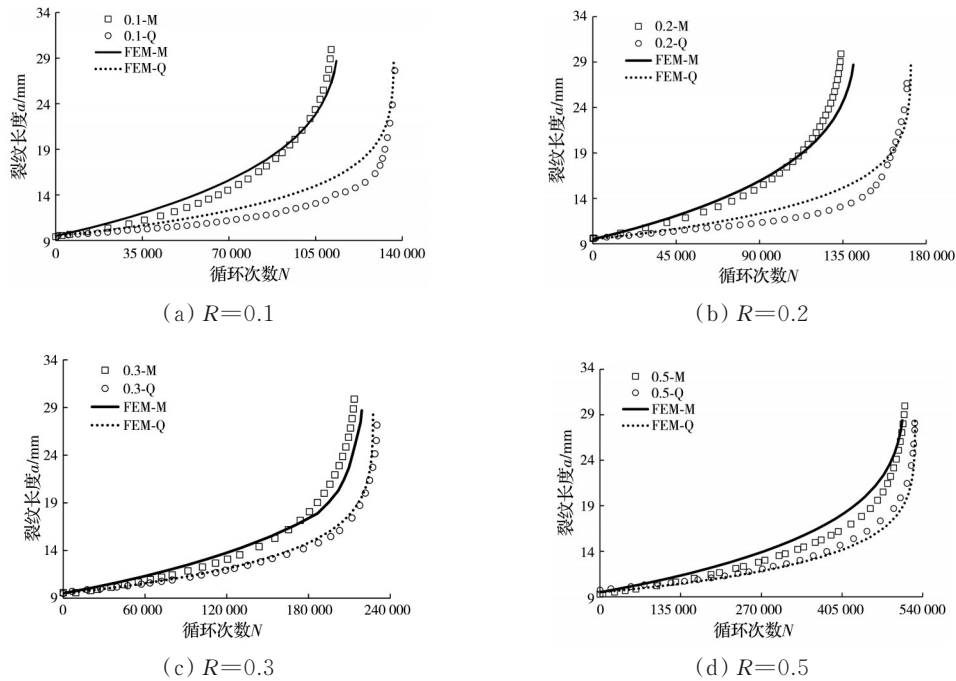 34
29
24
19
14
9
裂纹长度a/mm
0.1-M
0.1-Q
FEM-M
FEM-Q
0
35 000
70 000
105 000
140 000
循环次数N
(a) R=0.1
34
29
24
19
14
9
裂纹长度a/mm
0.2-M
0.2-Q
FEM-M
FEM-Q
0
45 000
90 000
135 000
180 000
循环次数N
(b) R=0.2
34
29
24
19
14
9
裂纹长度a/mm
0.3-M
0.3-Q
FEM-M
FEM-Q
0
60 000
120 000
180 000
240 000
循环次数N
(c) R=0.3
34
29
24
19
14
9
裂纹长度a/mm
0.5-M
0.5-Q
FEM-M
FEM-Q
0
135 000
270 000
405 000
540 000
循环次数N
(d) R=0.5